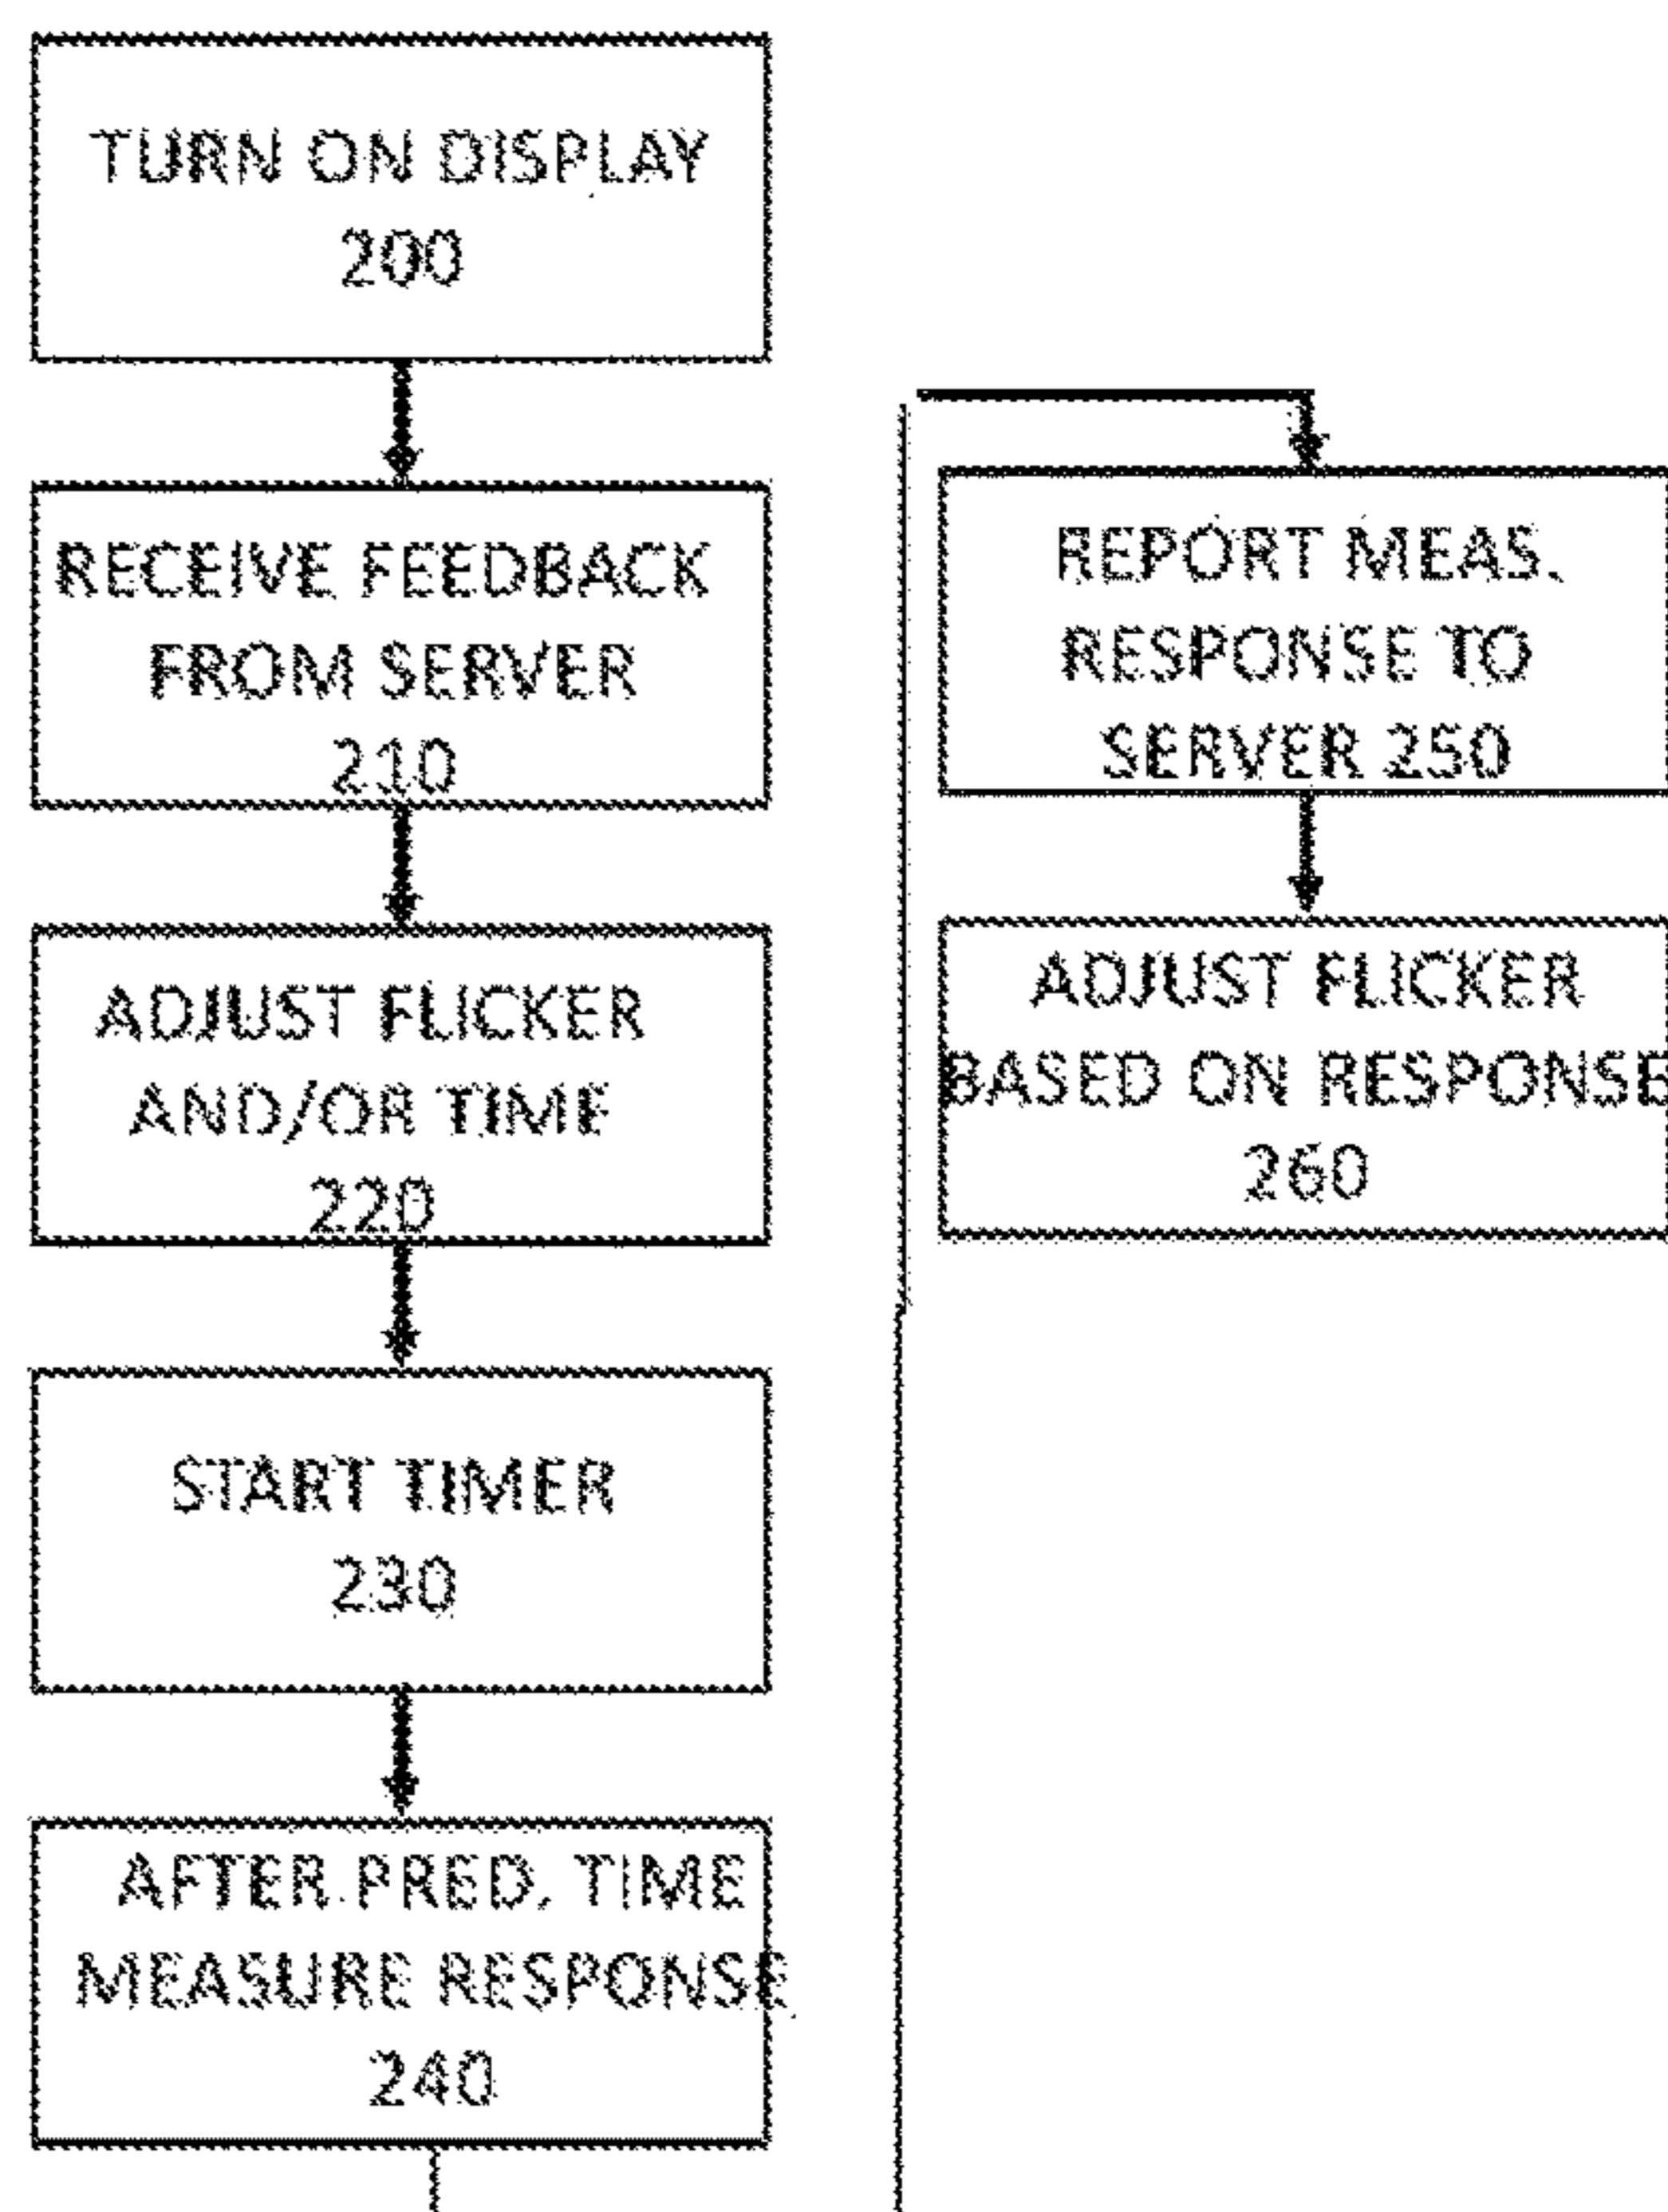 TURN ON DISPLAY
200
RECEIVE FEEDBACK
FROM SERVER
210
ADJUST FLICKER
AND/OR TIME
220
START TIMER
230
AFTER PRED. TIME
MEASURE RESPONSE
240
REPORT MEAS.
RESPONSE TO
SERVER 250
ADJUST FLICKER
BASED ON RESPONSE
260